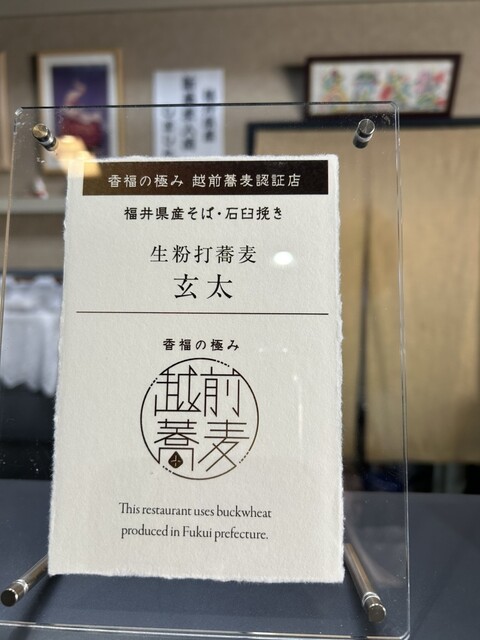 香福の極み 越前蕎麦認証店
福井県産そば・石臼挽き
生粉打蕎麦
玄太
香福の極み
越前
蕎麦
This restaurant uses buckwheat
produced in Fukui prefecture.